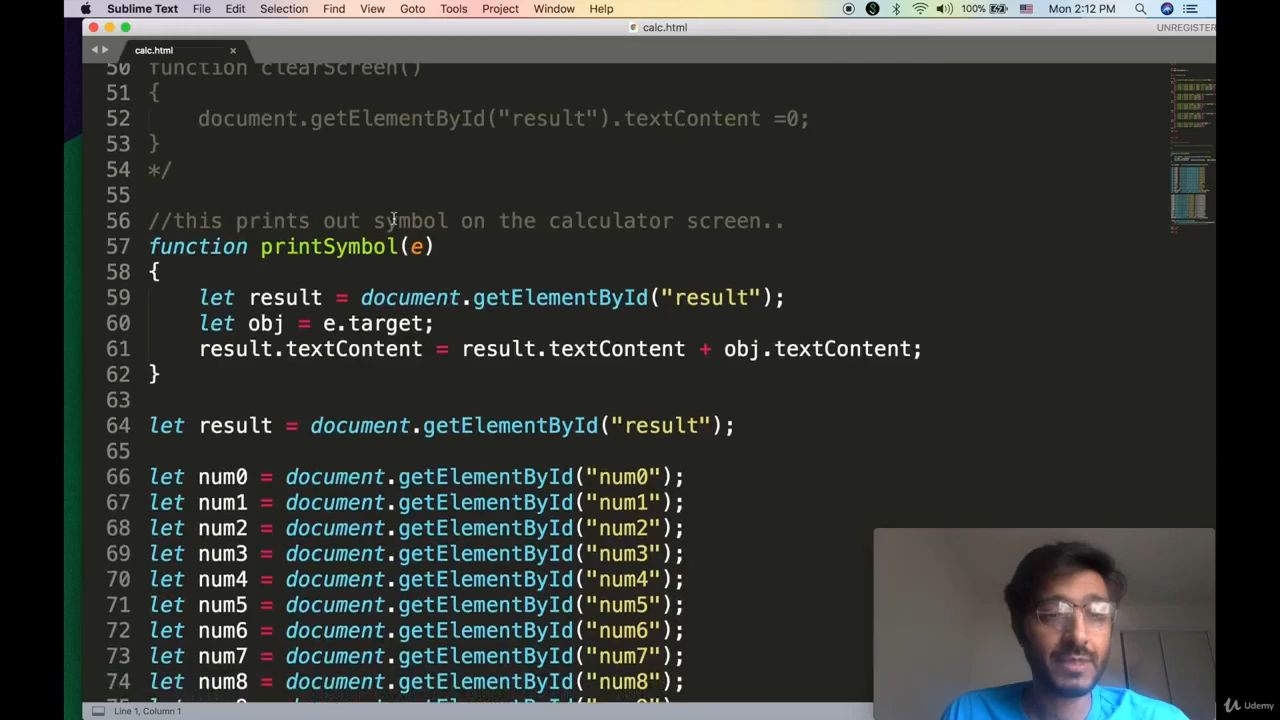 Sublime Text File Edit Selection Find View Goto Tools Project Window Help 100% Mon 2:12 PM
calc.html UNREGISTER
calc.html ×
50 function clearScreen()
51 {
52 document.getElementById("result").textContent =0;
53 }
54 */
55
56 //this prints out symbol on the calculator screen..
57 function printSymbol(e)
58 {
59 let result = document.getElementById("result");
60 let obj = e.target;
61 result.textContent = result.textContent + obj.textContent;
62 }
63
64 let result = document.getElementById("result");
65
66 let num0 = document.getElementById("num0");
67 let num1 = document.getElementById("num1");
68 let num2 = document.getElementById("num2");
69 let num3 = document.getElementById("num3");
70 let num4 = document.getElementById("num4");
71 let num5 = document.getElementById("num5");
72 let num6 = document.getElementById("num6");
73 let num7 = document.getElementById("num7");
74 let num8 = document.getElementById("num8");
Line 1, Column 1
Udemy